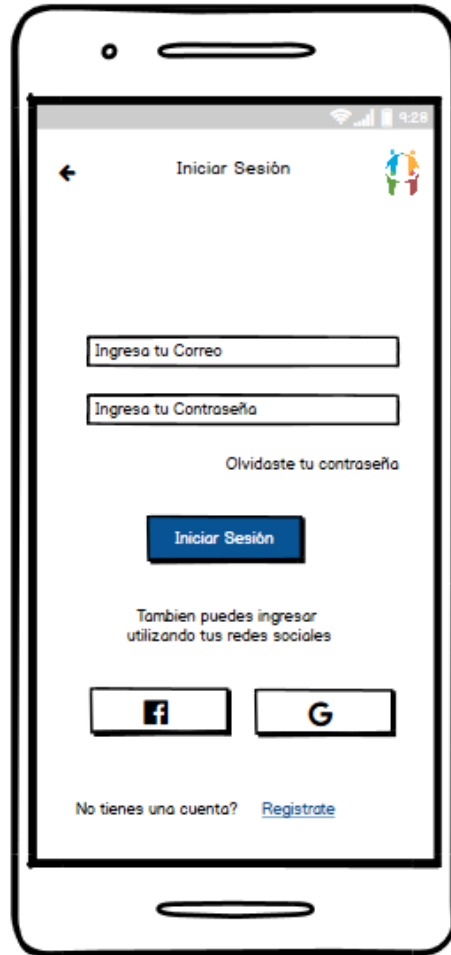 9:28
Iniciar Sesión
Ingresa tu Correo
Ingresa tu Contraseña
Olvidaste tu contraseña
Iniciar Sesión
Tambien puedes ingresar
utilizando tus redes sociales
f
G
No tienes una cuenta? Registrate